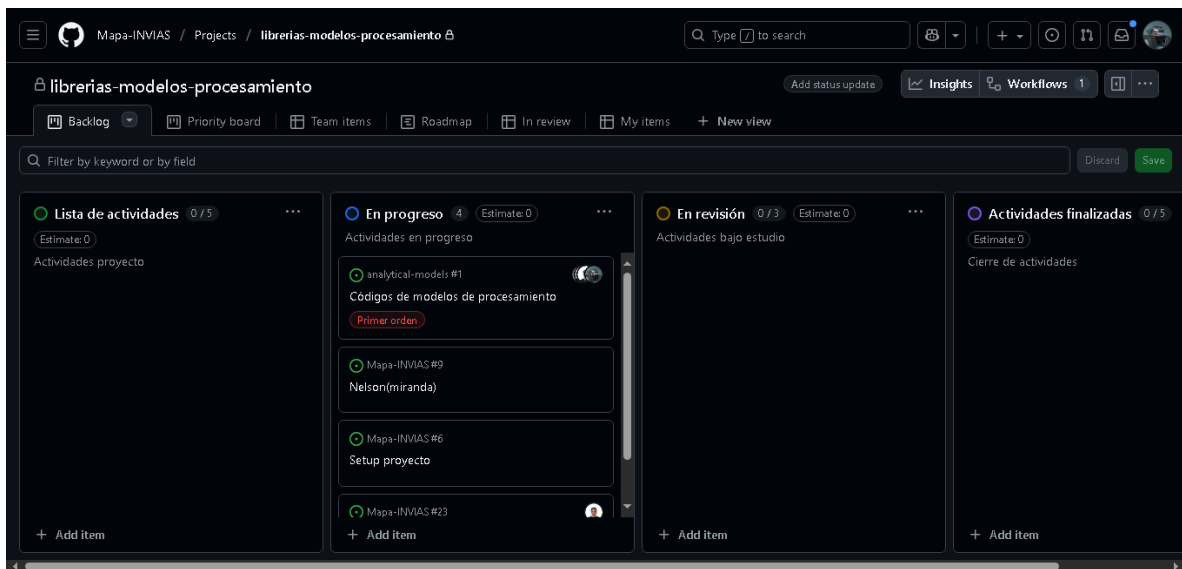 Mapa-INVIAS / Projects / librerias-modelos-procesamiento
Type / to search
librerias-modelos-procesamiento
Add status update
Insights
Workflows 1
Backlog
Priority board
Team items
Roadmap
In review
My items
+ New view
Filter by keyword or by field
Discard
Save
Lista de actividades 0 / 5
Estimate: 0
Actividades proyecto
+ Add item
En progreso 4 Estimate: 0
Actividades en progreso
analytical-models #1
Códigos de modelos de procesamiento
Primer orden
Mapa-INVIAS #9
Nelson(miranda)
Mapa-INVIAS #6
Setup proyecto
Mapa-INVIAS #23
+ Add item
En revisión 0 / 3 Estimate: 0
Actividades bajo estudio
+ Add item
Actividades finalizadas 0 / 5
Estimate: 0
Cierre de actividades
+ Add item